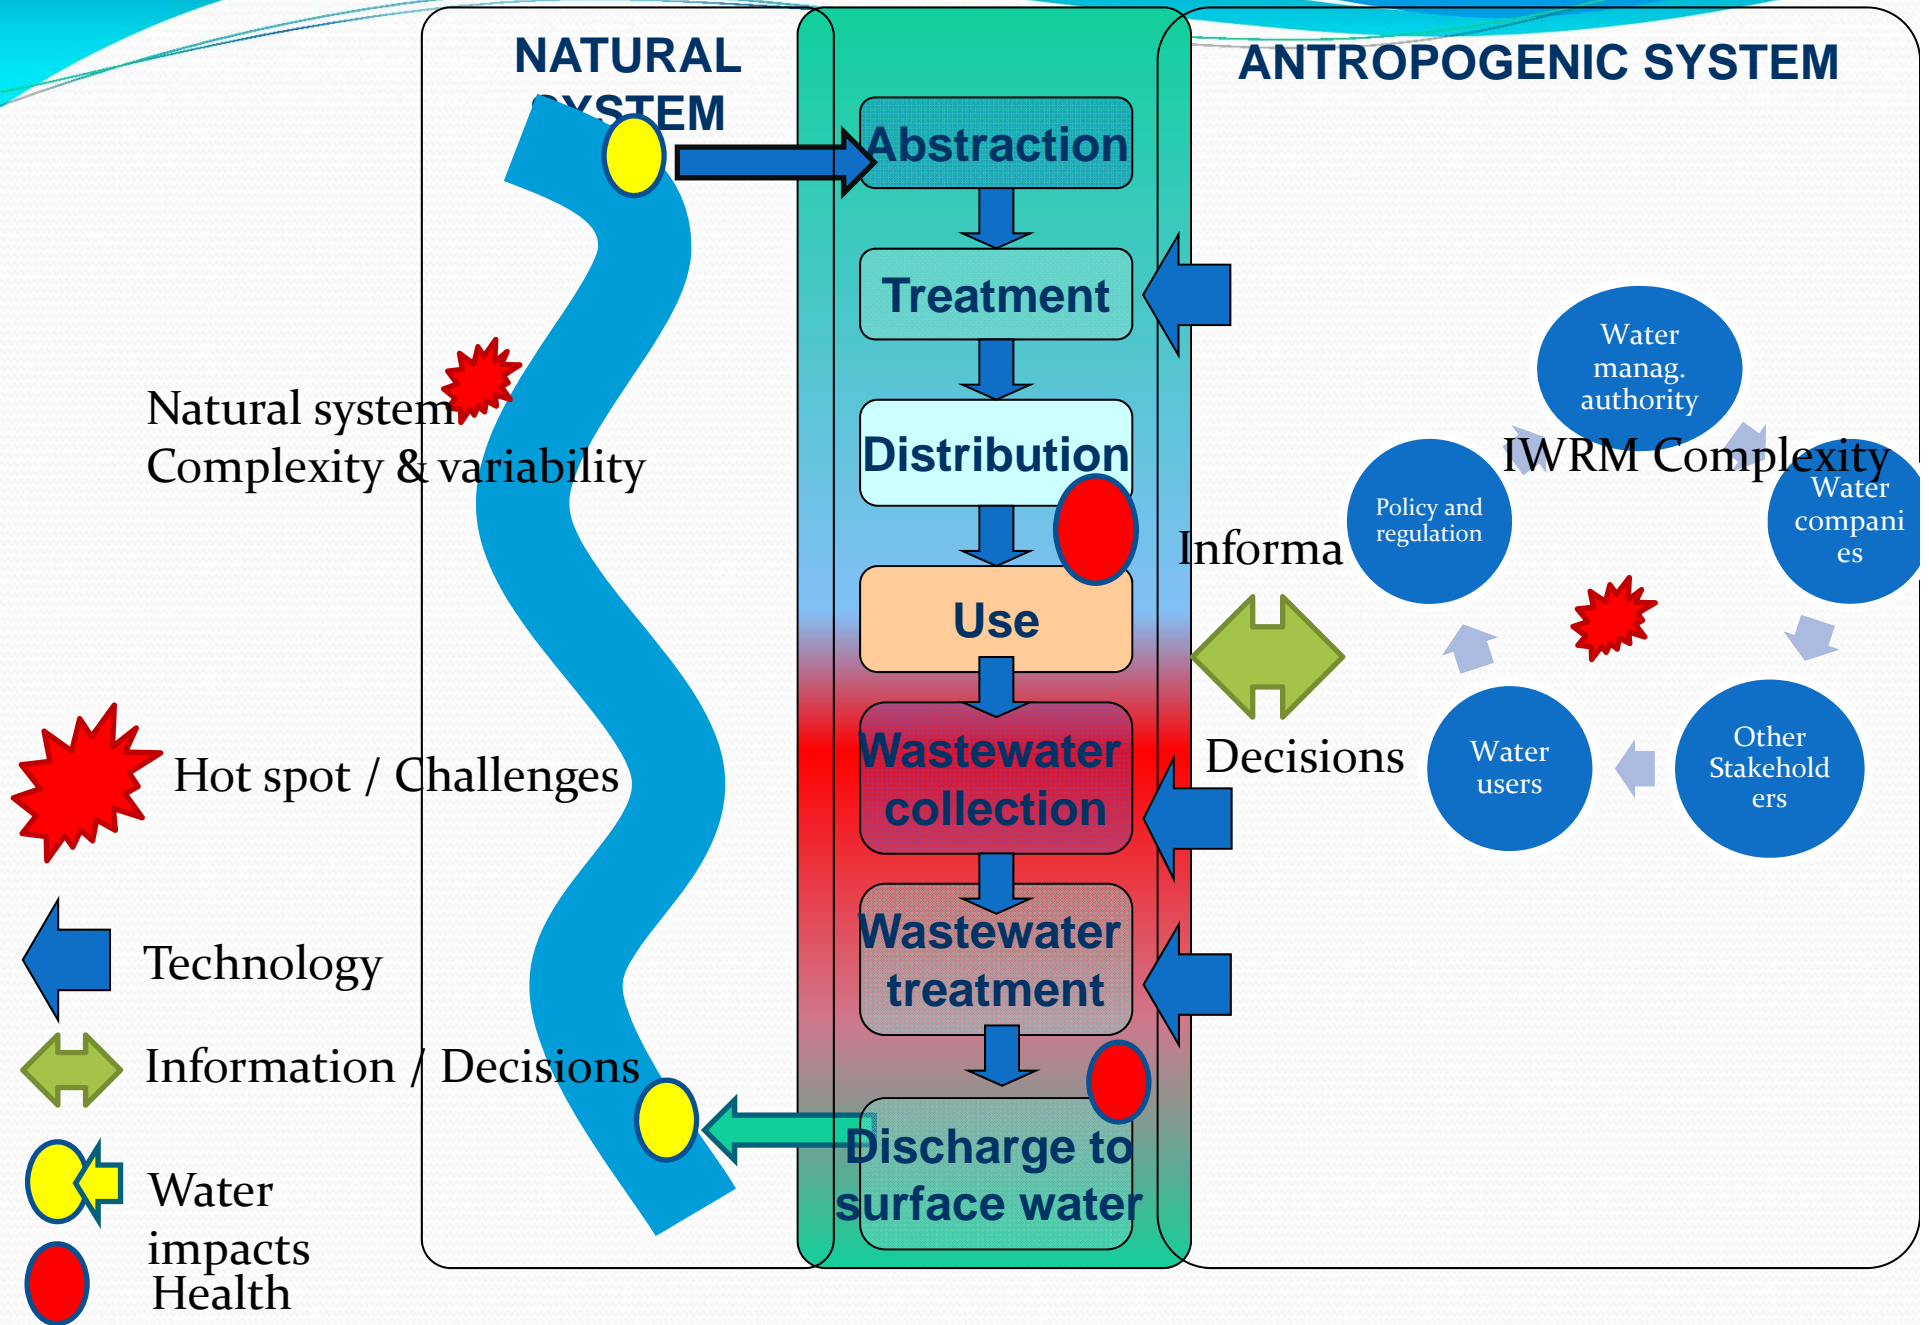 NATURAL
SYSTEM
ANTROPOGENIC SYSTEM
Abstraction
Treatment
Distribution
Use
Wastewater
collection
Wastewater
treatment
Discharge to
surface water
Natural system
Complexity & variability
Hot spot / Challenges
Technology
Information / Decisions
Water
impacts
Health
Informa
Decisions
IWRM Complexity
Water
manag.
authority
Water
compani
es
Other
Stakehold
ers
Water
users
Policy and
regulation